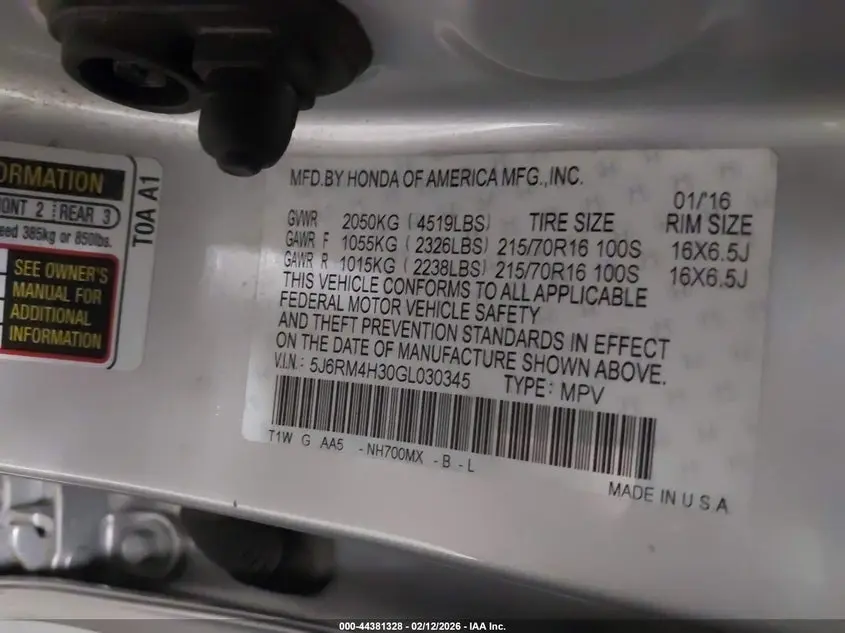 ORMATION
ONT 2 REAR 3
eed 385kg or 850lbs.
SEE OWNER'S
MANUAL FOR
ADDITIONAL
INFORMATION
T0A A1
MFD.BY HONDA OF AMERICA MFG.,INC.
01/'16
GVWR 2050KG (4519LBS) TIRE SIZE RIM SIZE
GAWR F 1055KG (2326LBS) 215/70R16 100S 16X6.5J
GAWR R 1015KG (2238LBS) 215/70R16 100S 16X6.5J
THIS VEHICLE CONFORMS TO ALL APPLICABLE
FEDERAL MOTOR VEHICLE SAFETY
AND THEFT PREVENTION STANDARDS IN EFFECT
ON THE DATE OF MANUFACTURE SHOWN ABOVE.
V.I.N.: 5J6RM4H30GL030345 TYPE: MPV
T1W G AA5 -NH700MX -B-L
MADE IN U S A
000-44381328 - 02/12/2026 - IAA Inc.